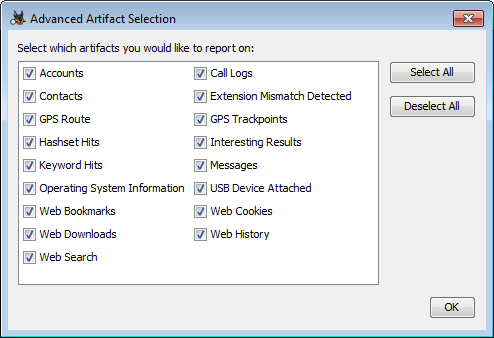 Advanced Artifact Selection
Select which artifacts you would like to report on:
Accounts
Call Logs
Select All
Contacts
Extension Mismatch Detected
Deselect All
GPS Route
GPS Trackpoints
Hashset Hits
Interesting Results
Keyword Hits
Messages
Operating System Information
USB Device Attached
Web Bookmarks
Web Cookies
Web Downloads
Web History
Web Search
OK